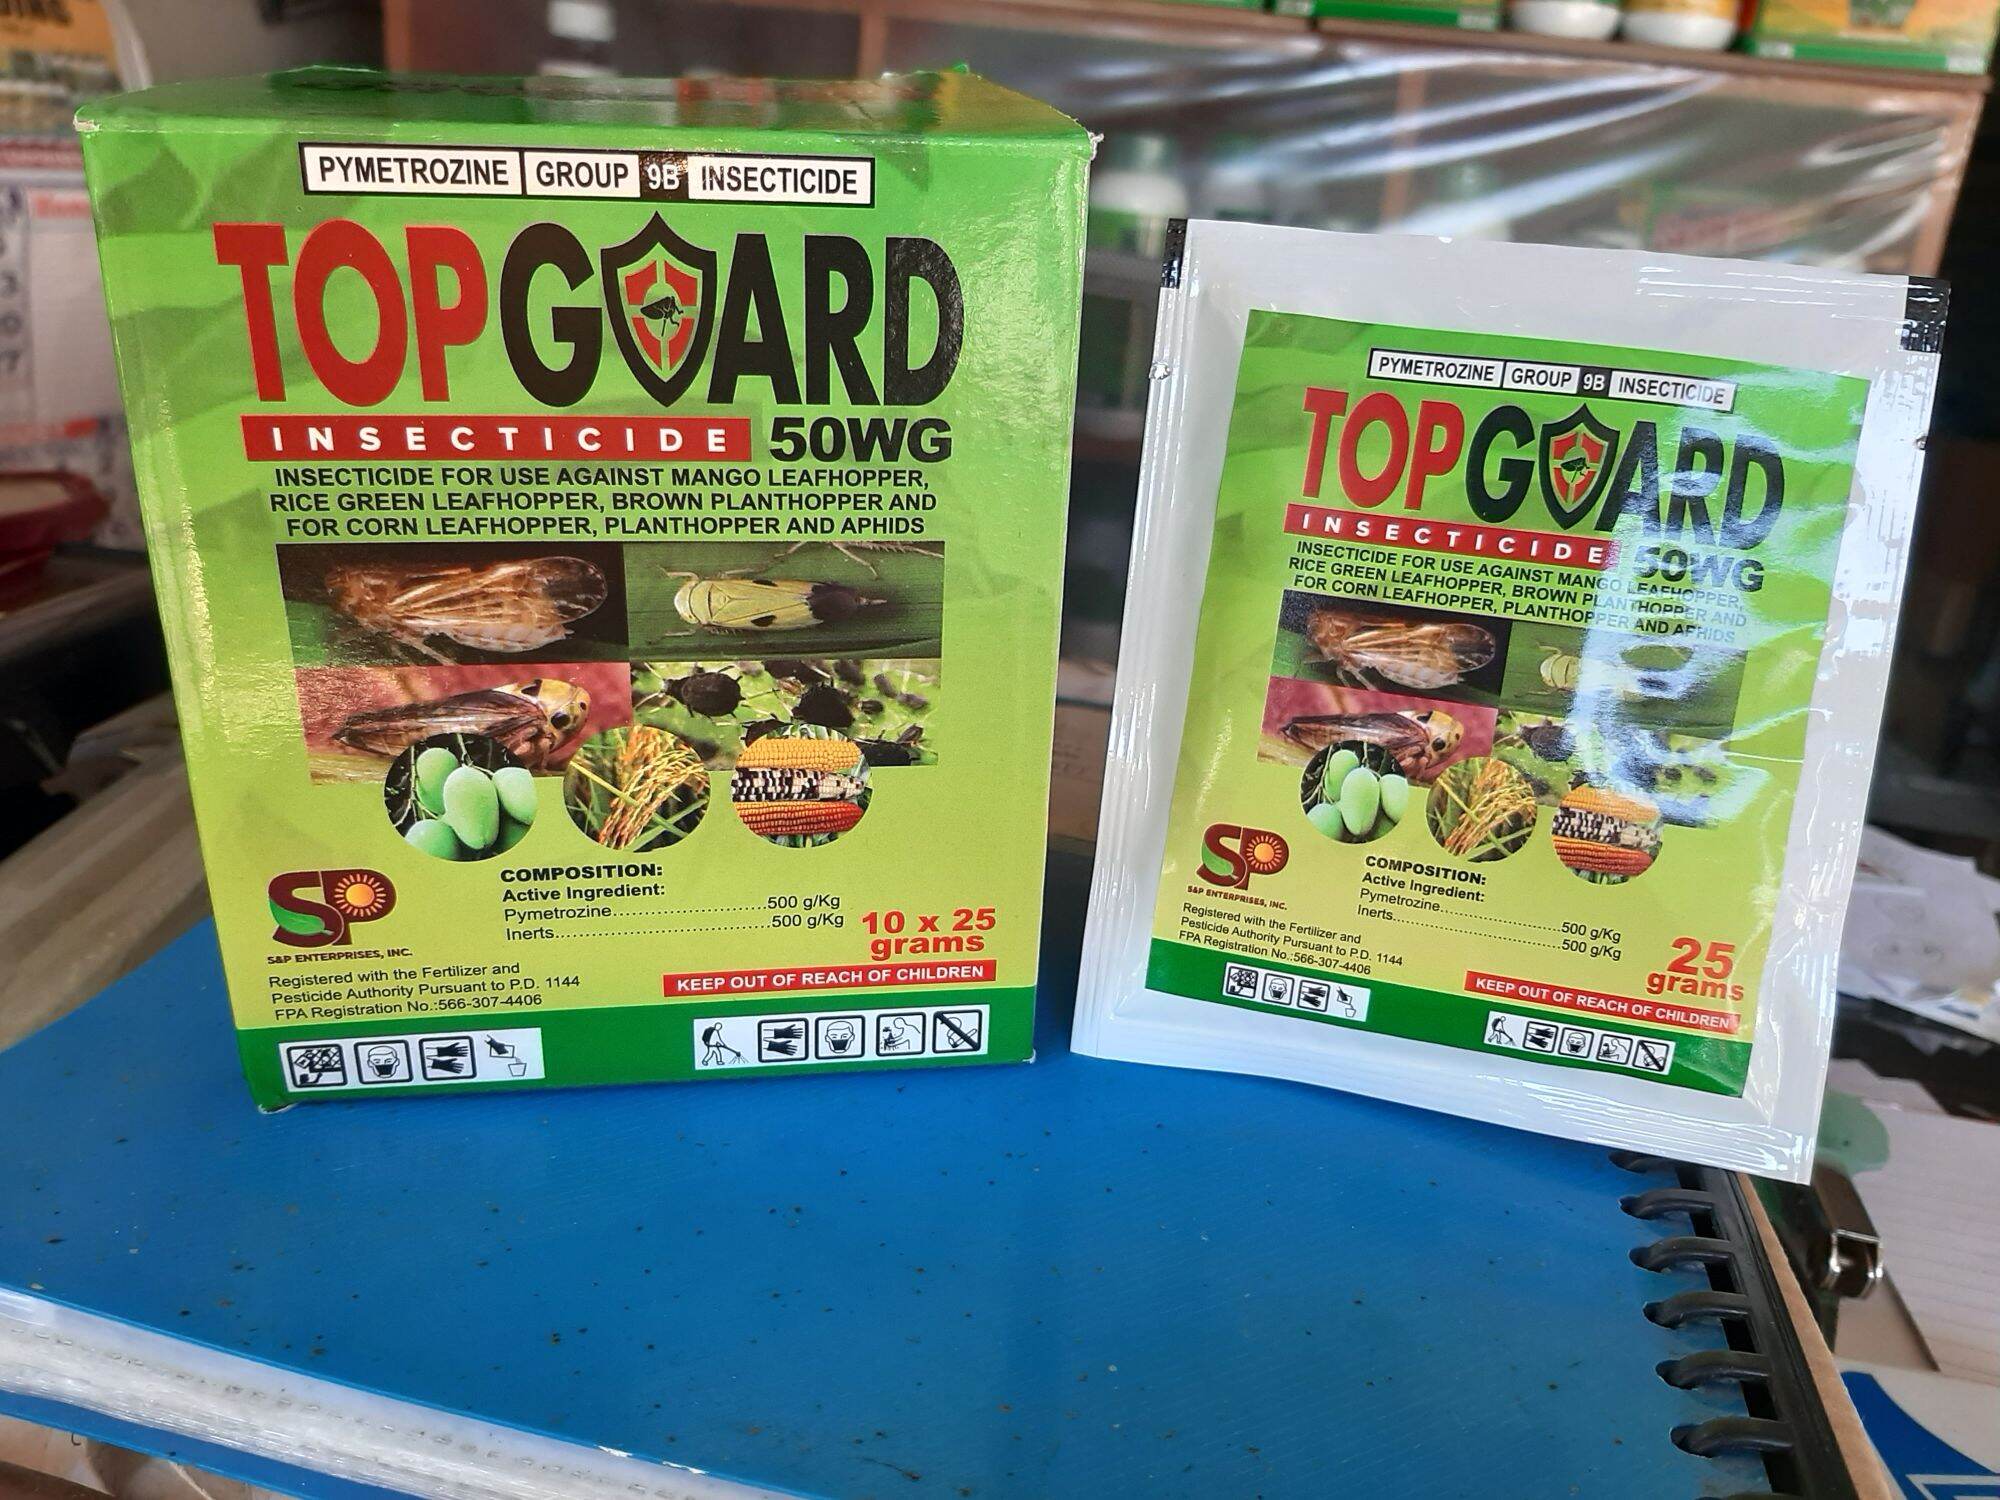 PYMETROZINE GROUP 9B INSECTICIDE
TOPGUARD
INSECTICIDE 50WG
INSECTICIDE FOR USE AGAINST MANGO LEAFHOPPER,
RICE GREEN LEAFHOPPER, BROWN PLANTHOPPER AND
FOR CORN LEAFHOPPER, PLANTHOPPER AND APHIDS
COMPOSITION:
Active Ingredient:
Pymetrozine..........................500 g/Kg
Inerts....................................500 g/Kg
10 x 25
grams
SP
S&P ENTERPRISES, INC.
Registered with the Fertilizer and
Pesticide Authority Pursuant to P.D. 1144
FPA Registration No.:566-307-4406
KEEP OUT OF REACH OF CHILDREN
PYMETROZINE GROUP 9B INSECTICIDE
TOPGUARD
INSECTICIDE 50WG
INSECTICIDE FOR USE AGAINST MANGO LEAFHOPPER,
RICE GREEN LEAFHOPPER, BROWN PLANTHOPPER AND
FOR CORN LEAFHOPPER, PLANTHOPPER AND APHIDS
COMPOSITION:
Active Ingredient:
Pymetrozine..........................500 g/Kg
Inerts....................................500 g/Kg
25
grams
SP
S&P ENTERPRISES, INC.
Registered with the Fertilizer and
Pesticide Authority Pursuant to P.D. 1144
FPA Registration No.:566-307-4406
KEEP OUT OF REACH OF CHILDREN